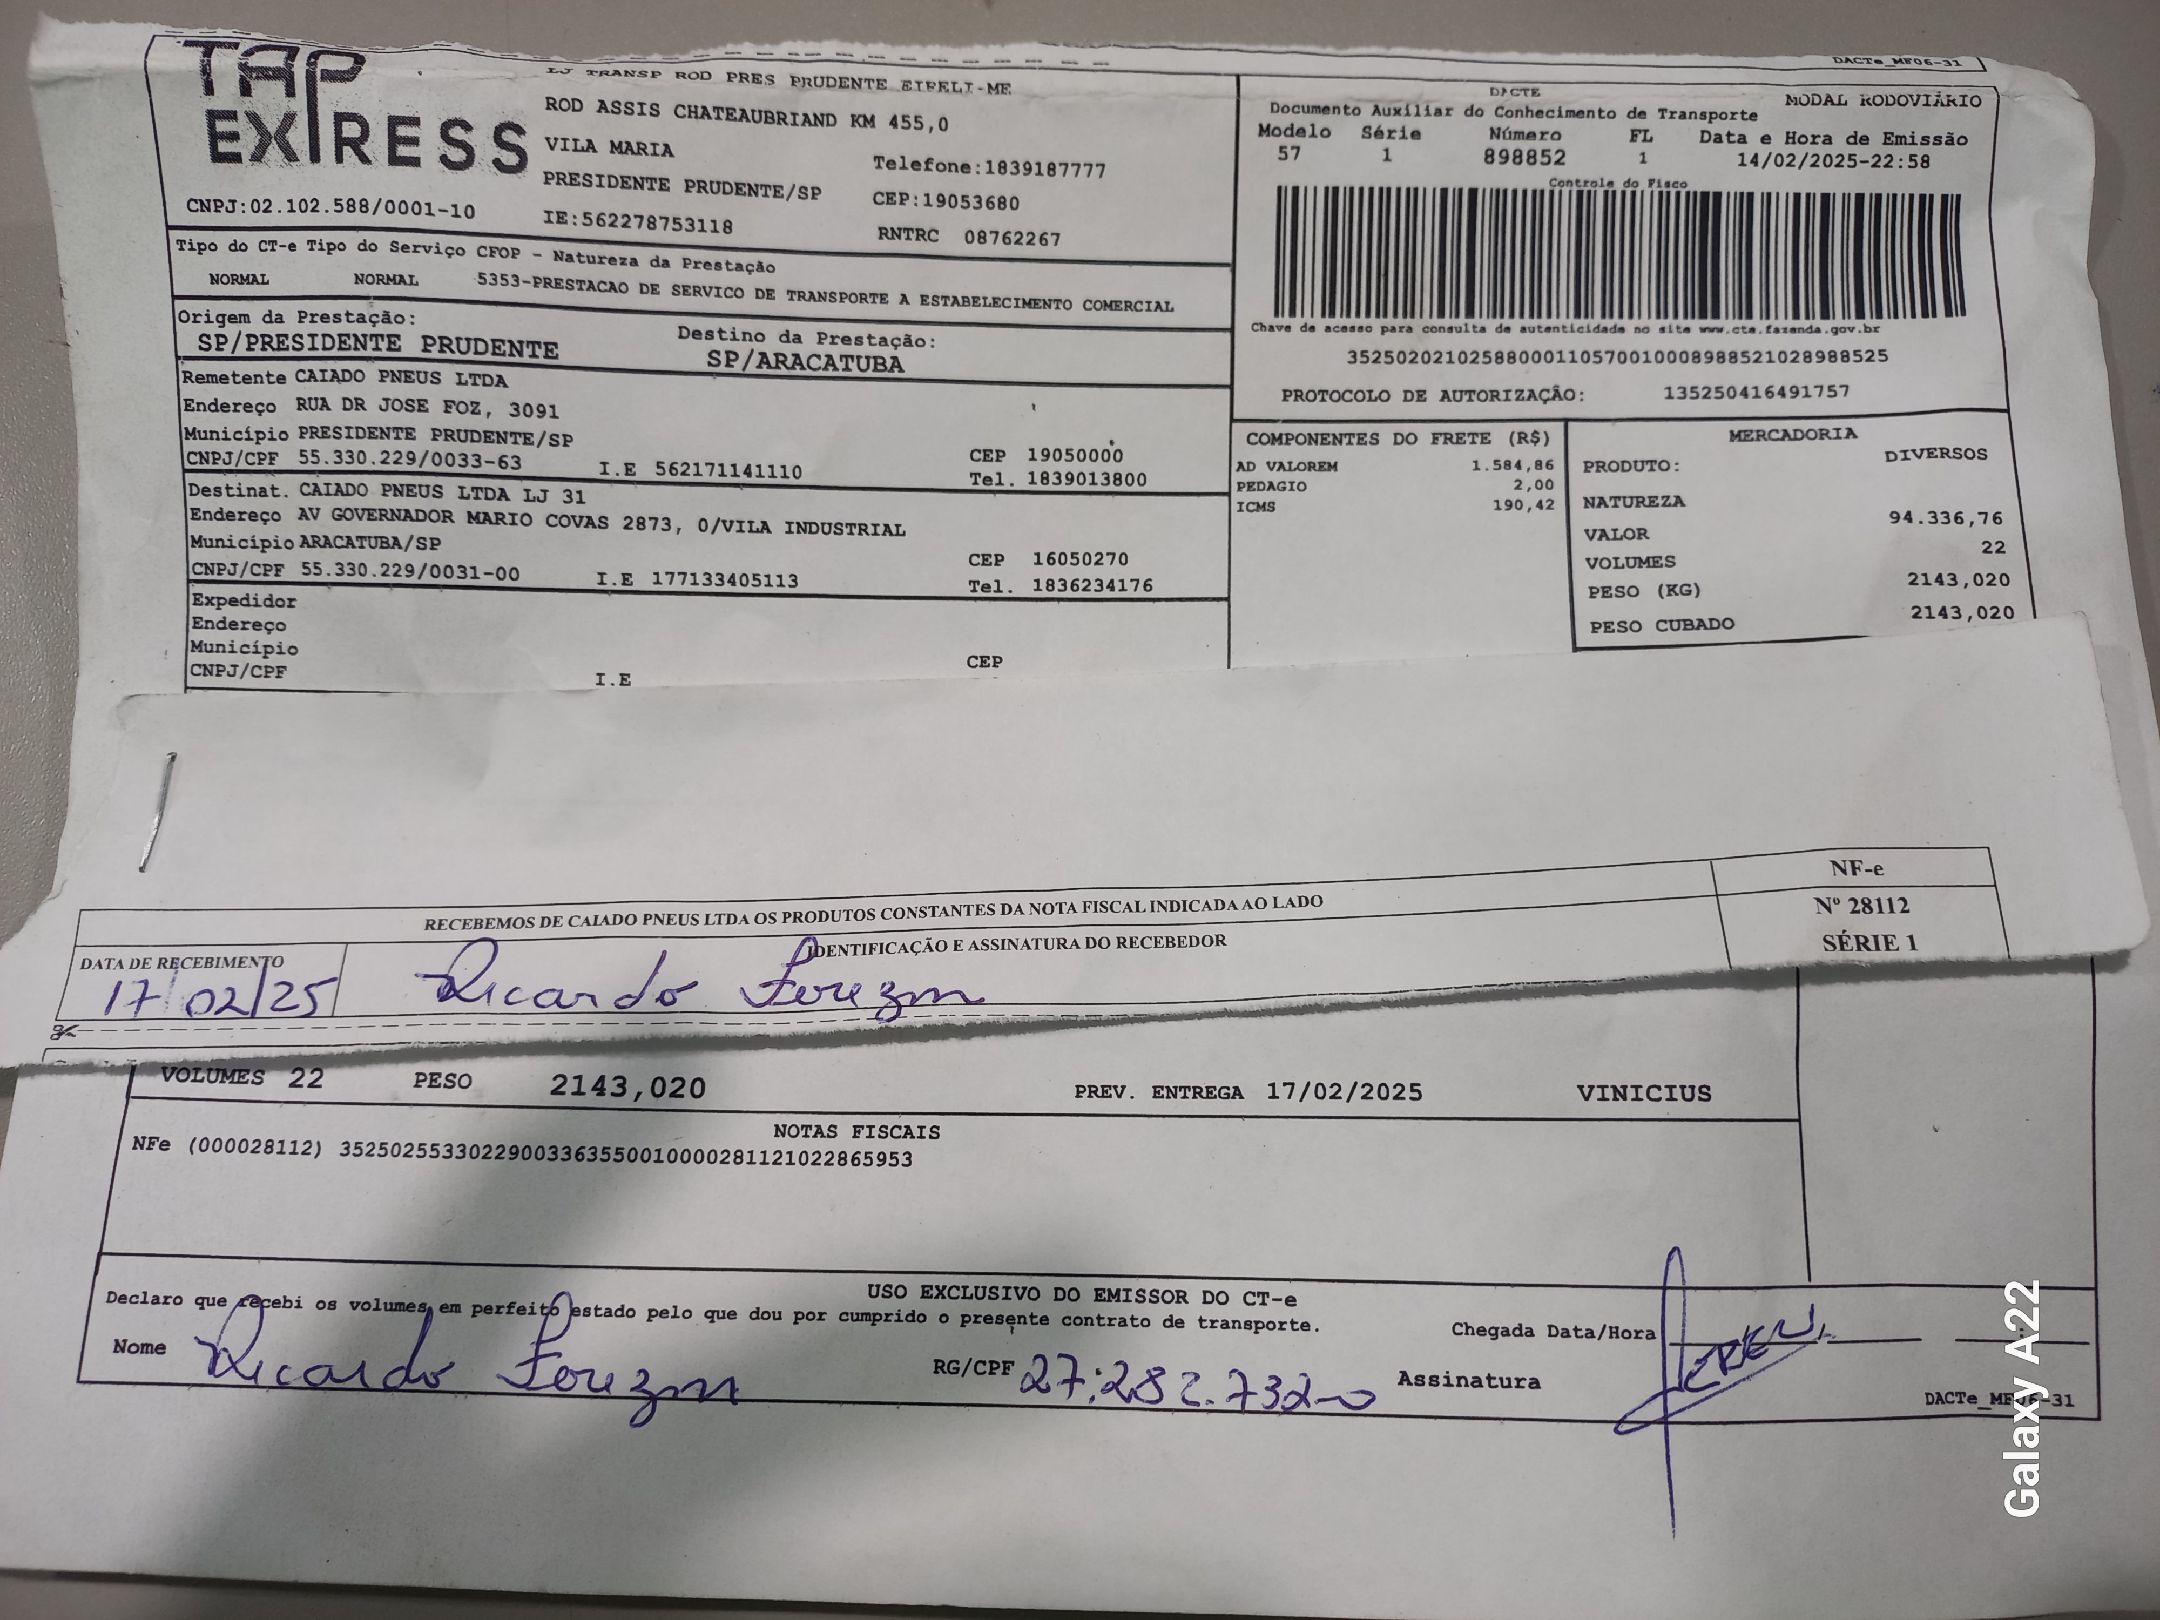 TAP EXPRESS
LJ TRANSP ROD PRES PRUDENTE EIRELI-ME
ROD ASSIS CHATEAUBRIAND KM 455,0
VILA MARIA
Telefone:1839187777
PRESIDENTE PRUDENTE/SP
CEP:19053680
CNPJ:02.102.588/0001-10
IE:562278753118
RNTRC 08762267
DACTe_MF06-31
DACTE
MODAL RODOVIÁRIO
Documento Auxiliar do Conhecimento de Transporte
Modelo Série Número FL Data e Hora de Emissão
57 1 898852 1 14/02/2025-22:58
Controle do Fisco
Chave de acesso para consulta de autenticidade no site www.cte.fazenda.gov.br
35250202102588000110570010008988521028988525
PROTOCOLO DE AUTORIZAÇÃO: 135250416491757
Tipo do CT-e Tipo do Serviço CFOP - Natureza da Prestação
NORMAL NORMAL 5353-PRESTACAO DE SERVICO DE TRANSPORTE A ESTABELECIMENTO COMERCIAL
Origem da Prestação: Destino da Prestação:
SP/PRESIDENTE PRUDENTE SP/ARACATUBA
Remetente CAIADO PNEUS LTDA
Endereço RUA DR JOSE FOZ, 3091
Município PRESIDENTE PRUDENTE/SP CEP 19050000
CNPJ/CPF 55.330.229/0033-63 I.E 562171141110 Tel. 1839013800
Destinat. CAIADO PNEUS LTDA LJ 31
Endereço AV GOVERNADOR MARIO COVAS 2873, 0/VILA INDUSTRIAL
Município ARACATUBA/SP CEP 16050270
CNPJ/CPF 55.330.229/0031-00 I.E 177133405113 Tel. 1836234176
Expedidor
Endereço
Município CEP
CNPJ/CPF I.E
COMPONENTES DO FRETE (R$)
AD VALOREM 1.584,86
PEDAGIO 2,00
ICMS 190,42
MERCADORIA
PRODUTO: DIVERSOS
NATUREZA
VALOR 94.336,76
VOLUMES 22
PESO (KG) 2143,020
PESO CUBADO 2143,020
RECEBEMOS DE CAIADO PNEUS LTDA OS PRODUTOS CONSTANTES DA NOTA FISCAL INDICADA AO LADO
NF-e
Nº 28112
SÉRIE 1
DATA DE RECEBIMENTO IDENTIFICAÇÃO E ASSINATURA DO RECEBEDOR
17/02/25 Ricardo
VOLUMES 22 PESO 2143,020 PREV. ENTREGA 17/02/2025 VINICIUS
NOTAS FISCAIS
NFe (000028112) 35250255330229003363550010000281121022865953
USO EXCLUSIVO DO EMISSOR DO CT-e
Declaro que recebi os volumes em perfeito estado pelo que dou por cumprido o presente contrato de transporte.
Chegada Data/Hora
Nome Ricardo RG/CPF 27.282.732-0 Assinatura
DACTe_MF06-31
Galaxy A22